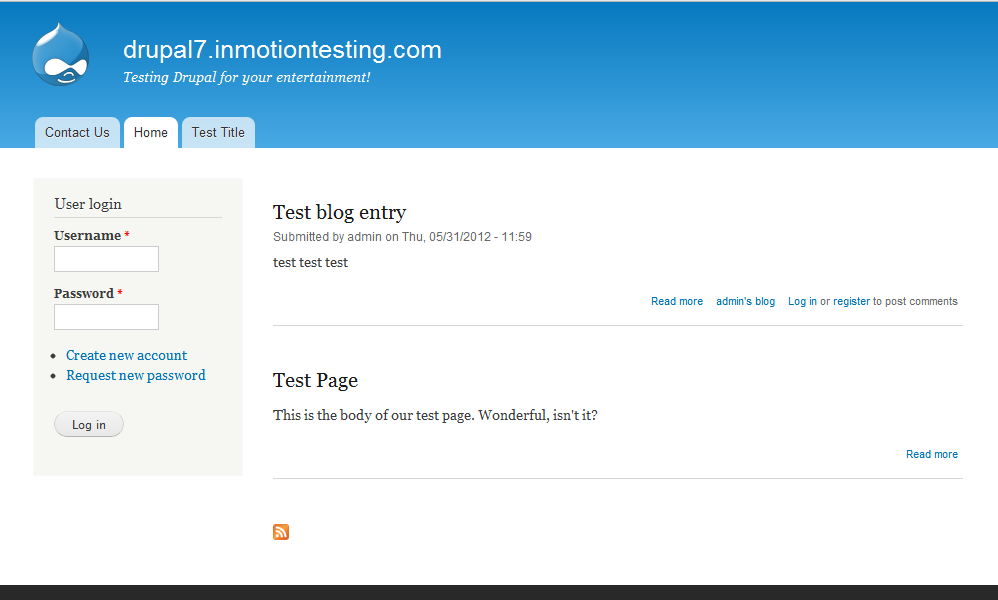 drupal7.inmotiontesting.com
Testing Drupal for your entertainment!
Contact Us Home Test Title
User login
Username *
Password *
Create new account
Request new password
Log in
Test blog entry
Submitted by admin on Thu, 05/31/2012 - 11:59
test test test
Read more admin's blog Log in or register to post comments
Test Page
This is the body of our test page. Wonderful, isn't it?
Read more